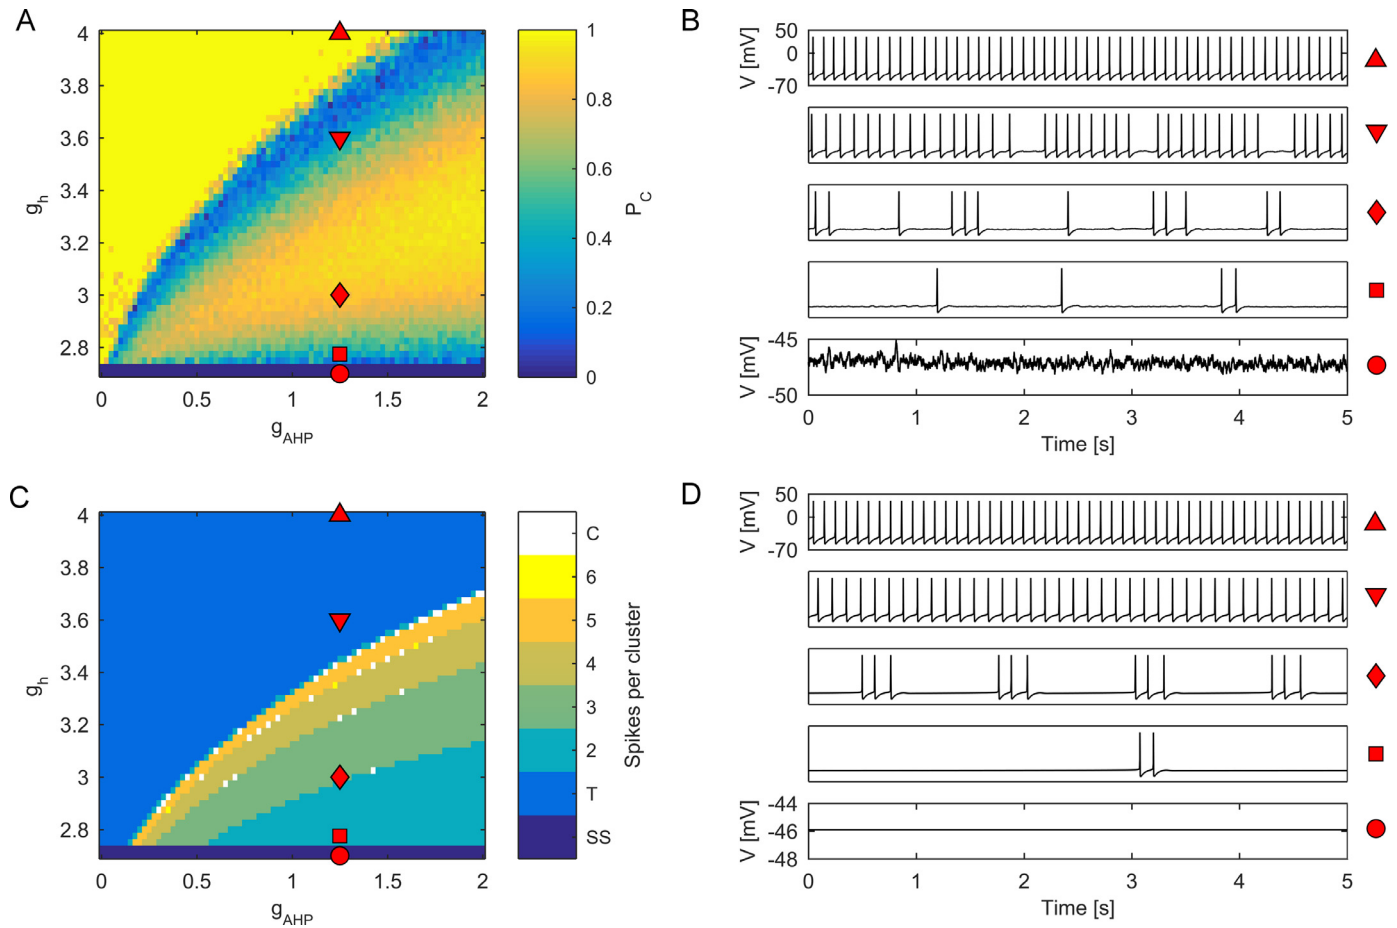 A
4
3.8
3.6
3.4
3.2
3
2.8
g_h
0 0.5 1 1.5 2
g_AHP
1
0.8
0.6
0.4
0.2
0
P_C
B
V [mV]
50
0
-70
V [mV]
-45
-50
0 1 2 3 4 5
Time [s]
C
4
3.8
3.6
3.4
3.2
3
2.8
g_h
0 0.5 1 1.5 2
g_AHP
C
6
5
4
3
2
T
SS
Spikes per cluster
D
V [mV]
50
0
-70
V [mV]
-44
-46
-48
0 1 2 3 4 5
Time [s]